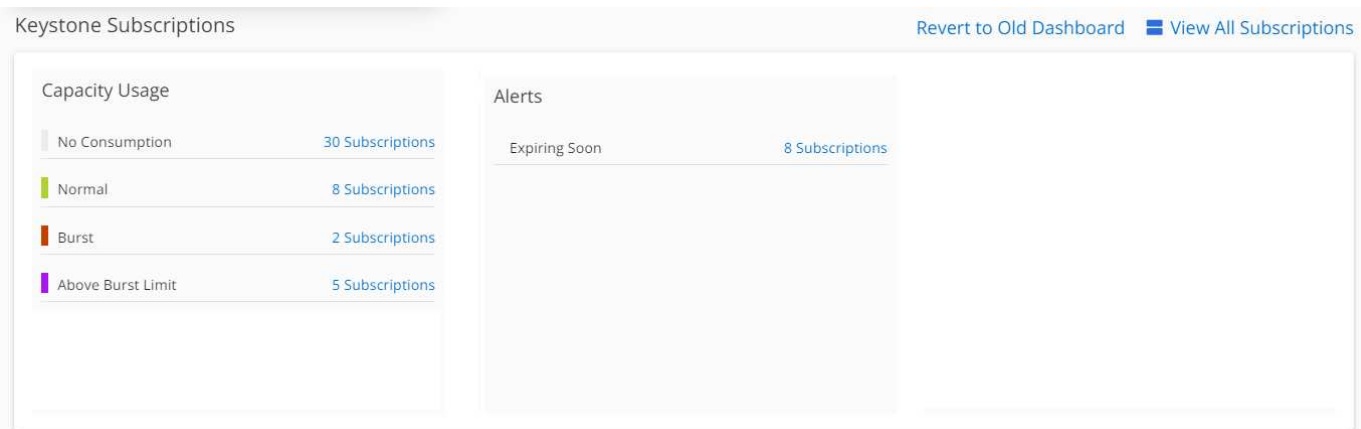 Keystone Subscriptions
Revert to Old Dashboard View All Subscriptions
Capacity Usage
No Consumption 30 Subscriptions
Normal 8 Subscriptions
Burst 2 Subscriptions
Above Burst Limit 5 Subscriptions
Alerts
Expiring Soon 8 Subscriptions